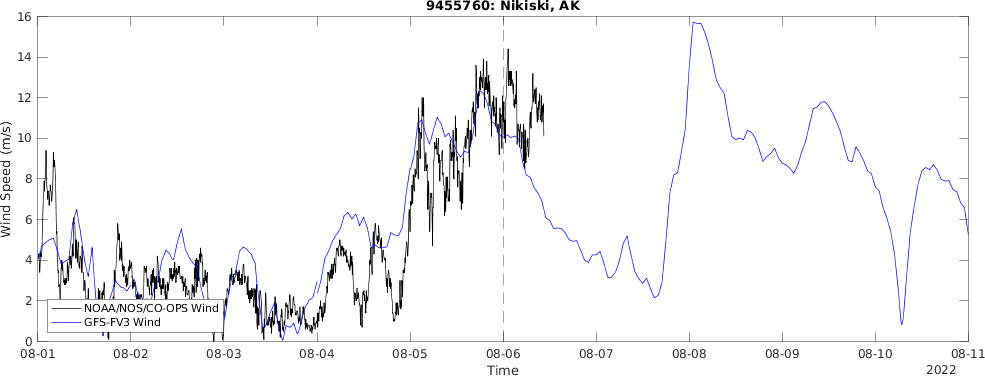 9455760: Nikiski, AK
Wind Speed (m/s)
16
14
12
10
8
6
4
2
0
NOAA/NOS/CO-OPS Wind
GFS-FV3 Wind
08-01 08-02 08-03 08-04 08-05 08-06 08-07 08-08 08-09 08-10 08-11
Time
2022